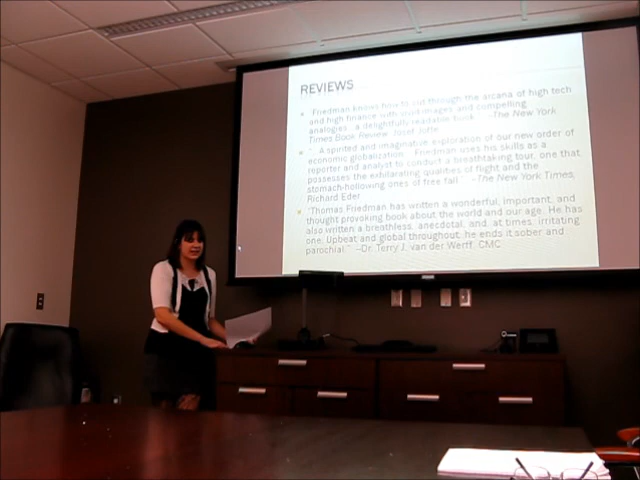 REVIEWS
"Friedman knows how to cut through the arcana of high tech
and high finance with vivid images and compelling
analogies... a delightfully readable book." --The New York
Times Book Review, Josef Joffe
"... A spirited and imaginative exploration of our new order of
economic globalization. Friedman uses his skills as a
reporter and analyst to conduct a breathtaking tour, one that
possesses the exhilarating qualities of flight and the
stomach-hollowing ones of free fall." --The New York Times,
Richard Eder
"Thomas Friedman has written a wonderful, important, and
thought provoking book about the world and our age. He has
also written a breathless, anecdotal, and, at times, irritating
one. Upbeat and global throughout, he ends it sober and
parochial." --Dr. Terry J. van der Werff, CMC